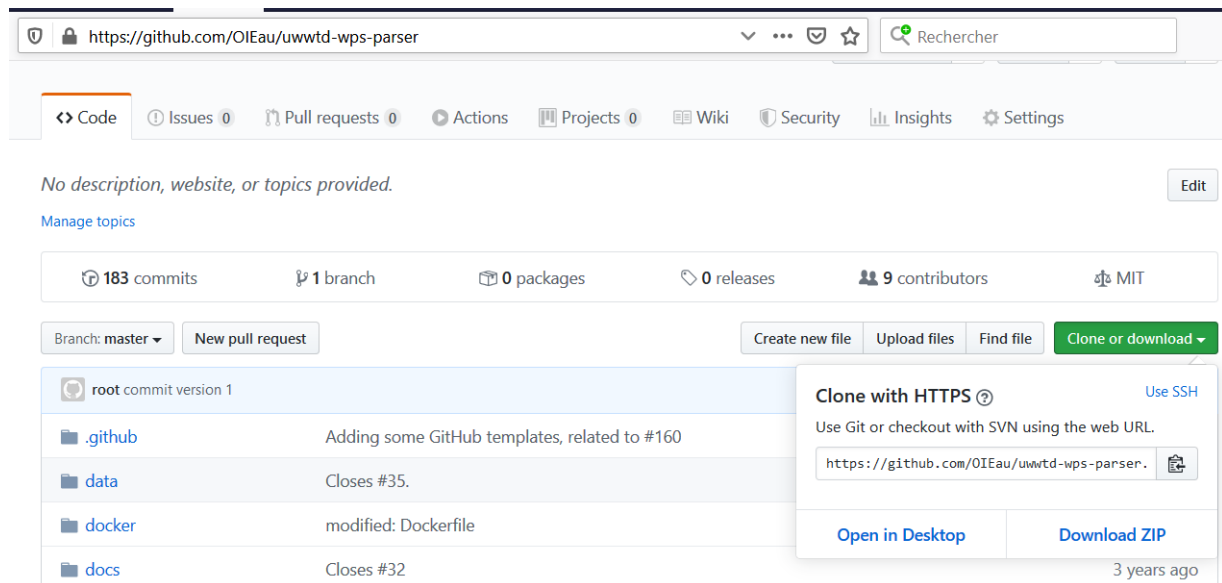 https://github.com/OIEau/uwwtd-wps-parser
Rechercher
Code Issues 0 Pull requests 0 Actions Projects 0 Wiki Security Insights Settings
No description, website, or topics provided.
Edit
Manage topics
183 commits 1 branch 0 packages 0 releases 9 contributors MIT
Branch: master New pull request Create new file Upload files Find file Clone or download
root commit version 1
Clone with HTTPS ? Use SSH
Use Git or checkout with SVN using the web URL.
https://github.com/OIEau/uwwtd-wps-parser.
Open in Desktop Download ZIP
.github Adding some GitHub templates, related to #160
data Closes #35.
docker modified: Dockerfile
docs Closes #32 3 years ago